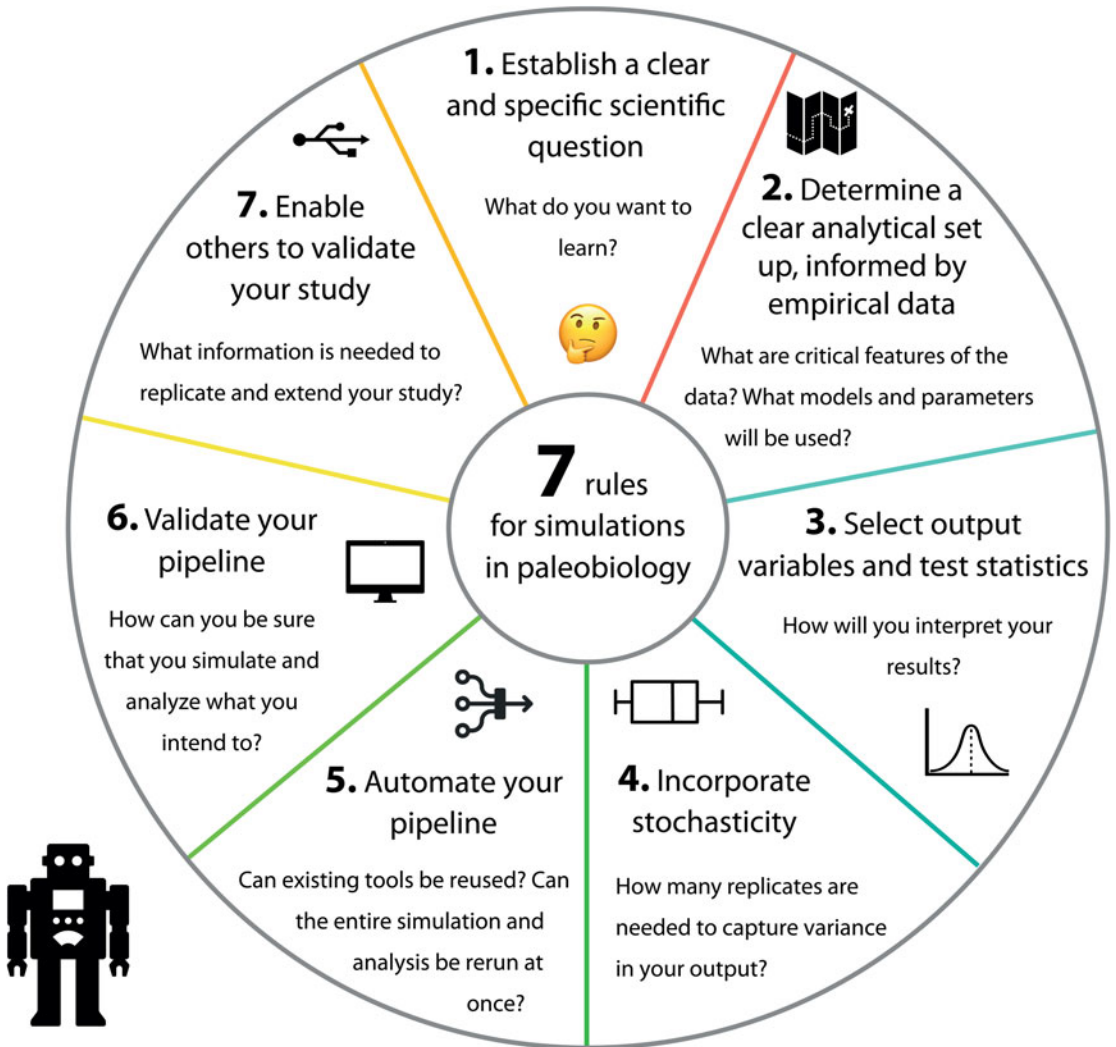 7 rules
for simulations
in paleobiology
1. Establish a clear
and specific scientific
question
What do you want to
learn?
2. Determine a
clear analytical set
up, informed by
empirical data
What are critical features of the
data? What models and parameters
will be used?
3. Select output
variables and test statistics
How will you interpret your
results?
4. Incorporate
stochasticity
How many replicates are
needed to capture variance
in your output?
5. Automate your
pipeline
Can existing tools be reused? Can
the entire simulation and
analysis be rerun at
once?
6. Validate your
pipeline
How can you be sure
that you simulate and
analyze what you
intend to?
7. Enable
others to validate
your study
What information is needed to
replicate and extend your study?